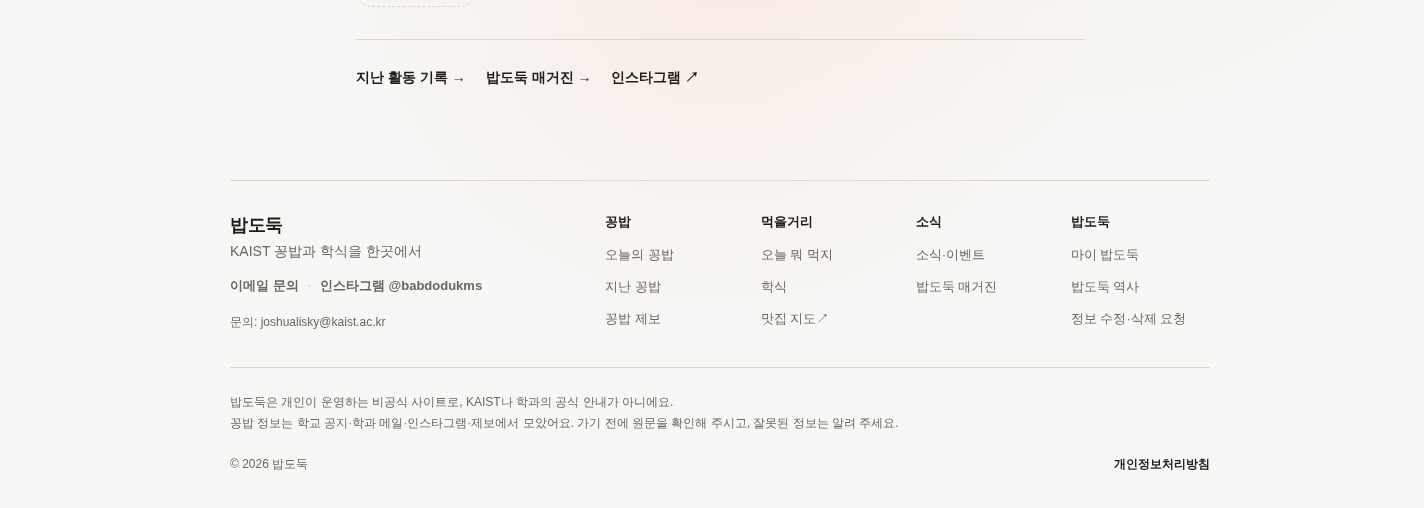 지난 활동 기록 → 밥도둑 매거진 → 인스타그램 ↗
밥도둑
KAIST 꽁밥과 학식을 한곳에서
이메일 문의 · 인스타그램 @babdodukms
문의: joshualisky@kaist.ac.kr
꽁밥
오늘의 꽁밥
지난 꽁밥
꽁밥 제보
먹을거리
오늘 뭐 먹지
학식
맛집 지도↗
소식
소식·이벤트
밥도둑 매거진
밥도둑
마이 밥도둑
밥도둑 역사
정보 수정·삭제 요청
밥도둑은 개인이 운영하는 비공식 사이트로, KAIST나 학과의 공식 안내가 아니에요.
꽁밥 정보는 학교 공지·학과 메일·인스타그램·제보에서 모았어요. 가기 전에 원문을 확인해 주시고, 잘못된 정보는 알려 주세요.
© 2026 밥도둑
개인정보처리방침